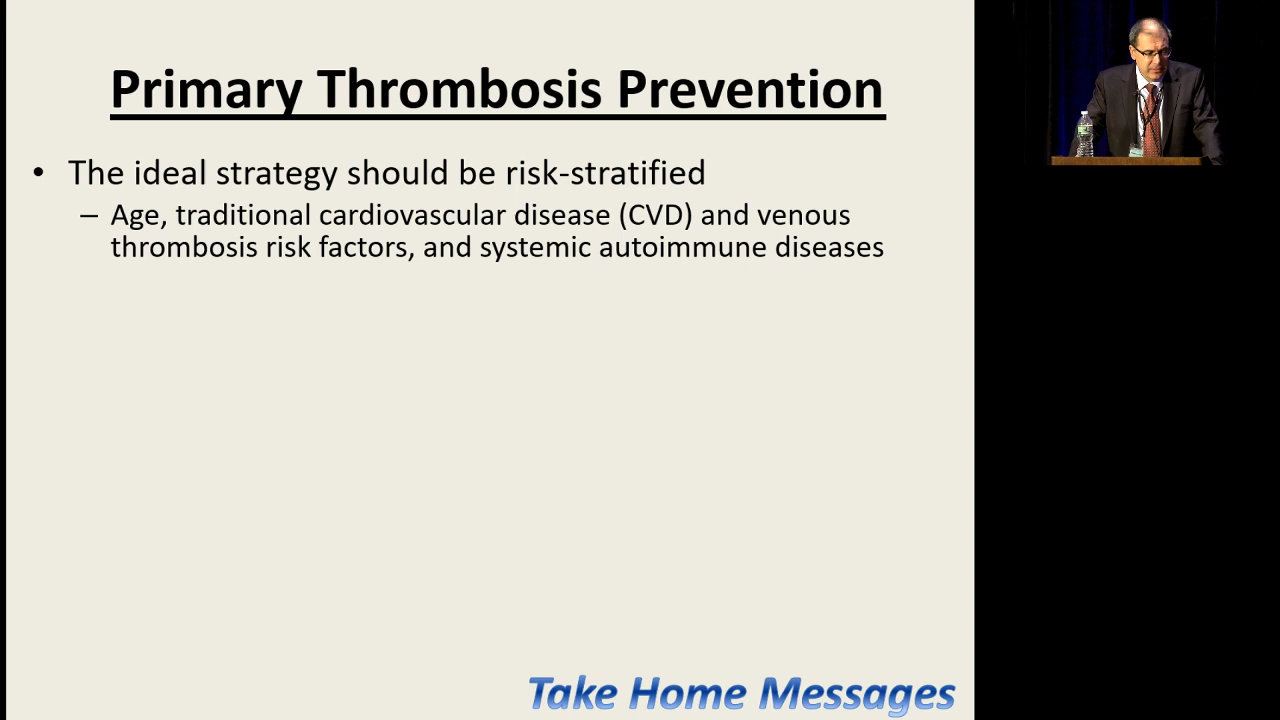 Primary Thrombosis Prevention
• The ideal strategy should be risk-stratified
– Age, traditional cardiovascular disease (CVD) and venous
thrombosis risk factors, and systemic autoimmune diseases
Take Home Messages